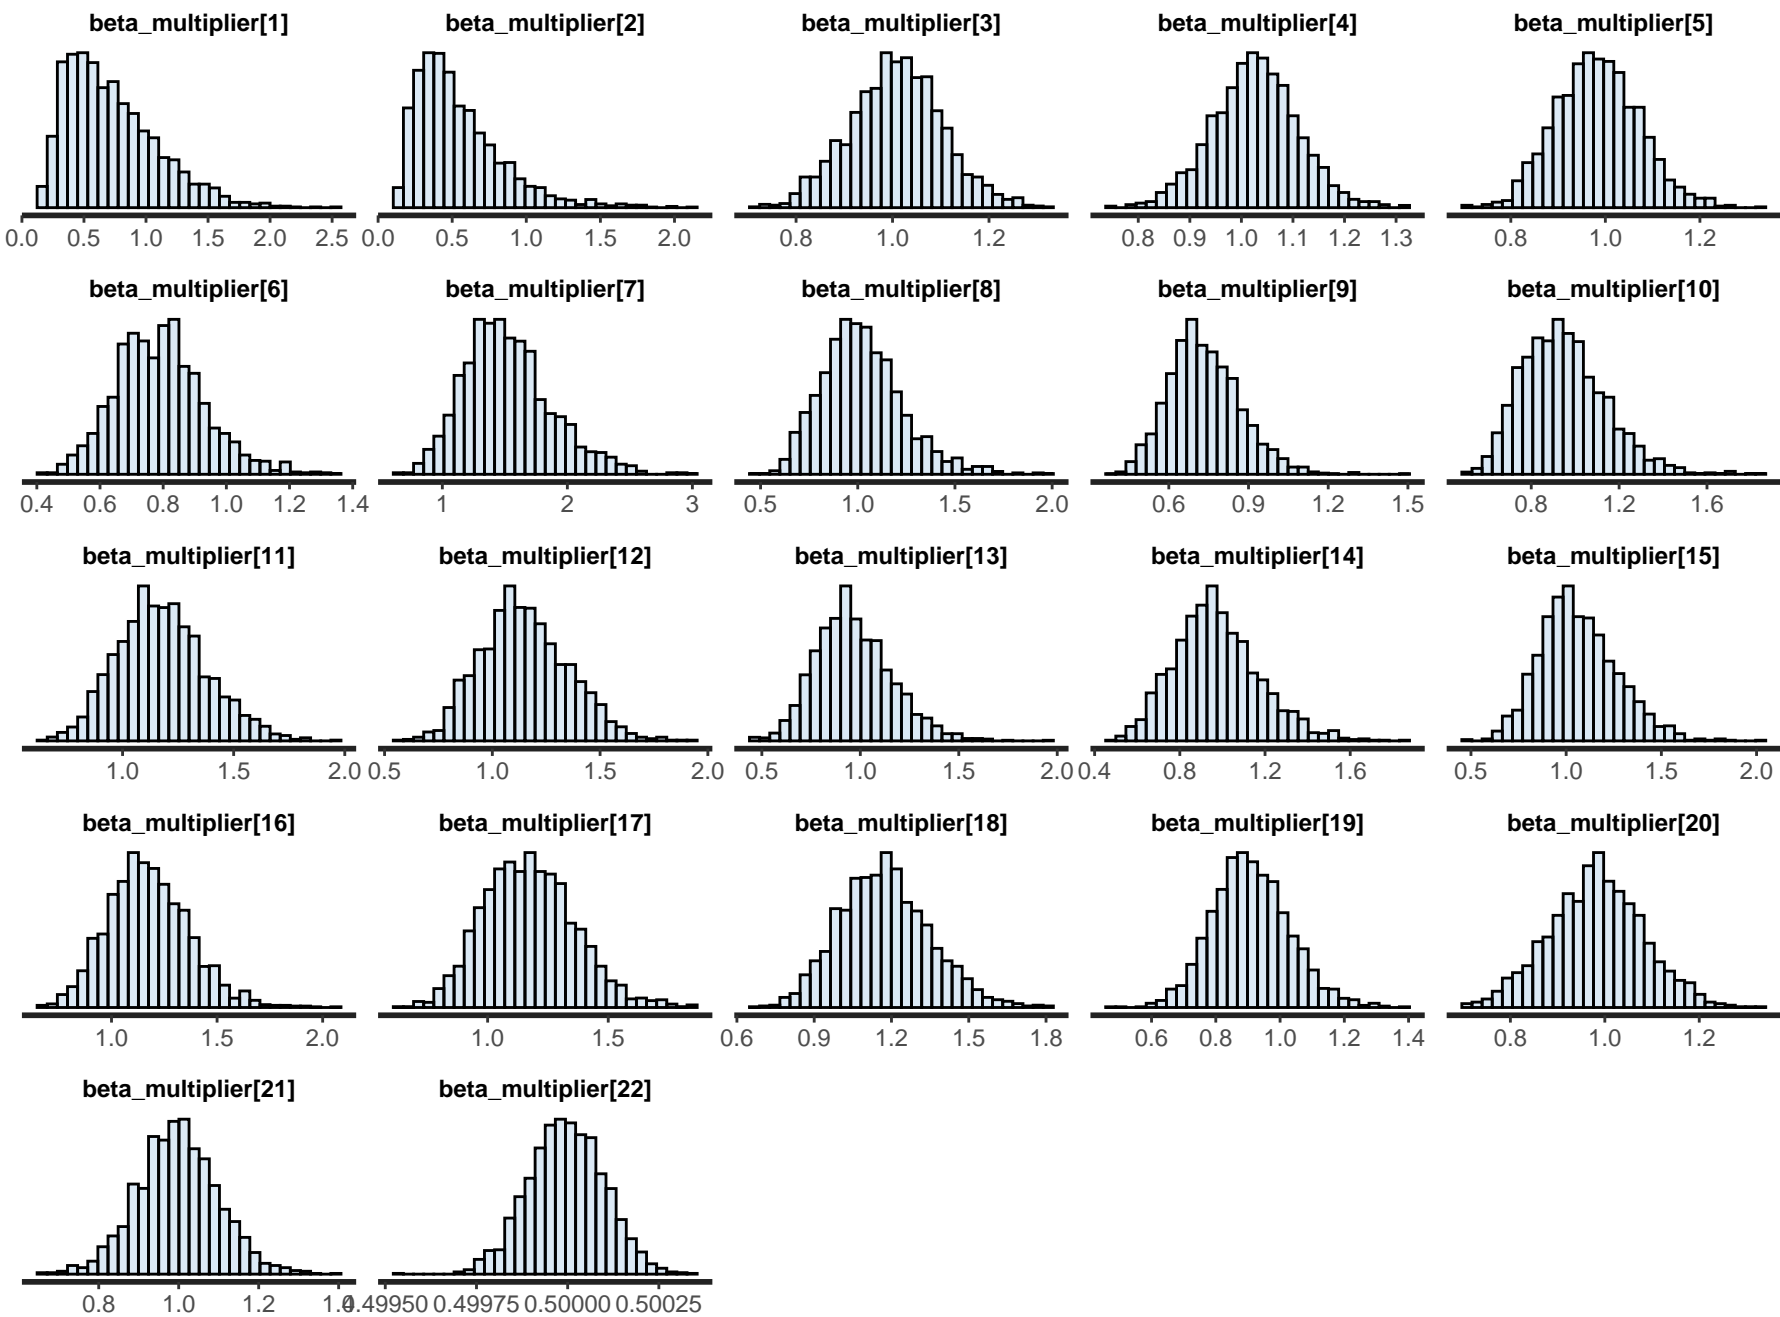 beta_multiplier[1] beta_multiplier[2] beta_multiplier[3] beta_multiplier[4] beta_multiplier[5]
0.0 0.5 1.0 1.5 2.0 2.5 0.0 0.5 1.0 1.5 2.0 0.8 1.0 1.2 0.8 0.9 1.0 1.1 1.2 1.3 0.8 1.0 1.2
beta_multiplier[6] beta_multiplier[7] beta_multiplier[8] beta_multiplier[9] beta_multiplier[10]
0.4 0.6 0.8 1.0 1.2 1.4 1 2 3 0.5 1.0 1.5 2.0 0.6 0.9 1.2 1.5 0.8 1.2 1.6
beta_multiplier[11] beta_multiplier[12] beta_multiplier[13] beta_multiplier[14] beta_multiplier[15]
1.0 1.5 2.0 0.5 1.0 1.5 2.0 0.5 1.0 1.5 2.0 0.4 0.8 1.2 1.6 0.5 1.0 1.5 2.0
beta_multiplier[16] beta_multiplier[17] beta_multiplier[18] beta_multiplier[19] beta_multiplier[20]
1.0 1.5 2.0 1.0 1.5 0.6 0.9 1.2 1.5 1.8 0.6 0.8 1.0 1.2 1.4 0.8 1.0 1.2
beta_multiplier[21] beta_multiplier[22]
0.8 1.0 1.2 1.4 0.49950 0.49975 0.50000 0.50025